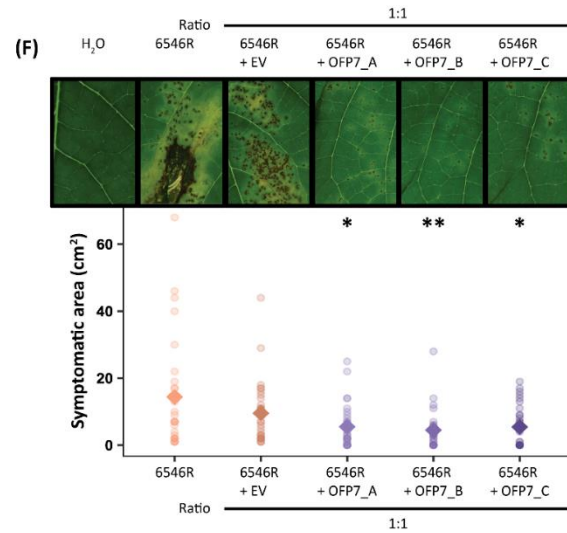 (F)
Ratio
1:1
H₂O
6546R
6546R
+ EV
6546R
+ OFP7_A
6546R
+ OFP7_B
6546R
+ OFP7_C
*
**
*
Symptomatic area (cm²)
60
40
20
0
6546R
6546R
+ EV
6546R
+ OFP7_A
6546R
+ OFP7_B
6546R
+ OFP7_C
Ratio
1:1